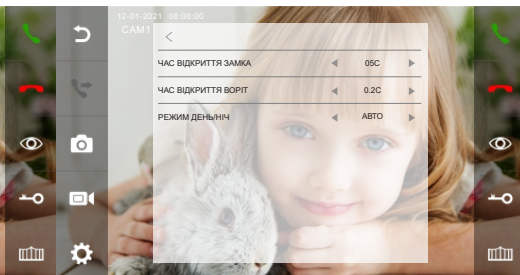 12-01-2021 08:00:00
CAM1
ЧАС ВІДКРИТТЯ ЗАМКА 05С
ЧАС ВІДКРИТТЯ ВОРІТ 0.2С
РЕЖИМ ДЕНЬ/НІЧ АВТО